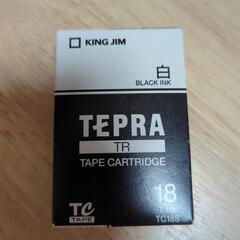 KING JIM
白
BLACK INK
TEPRA
TR
TAPE CARTRIDGE
18
TC
TAPE
TC18S